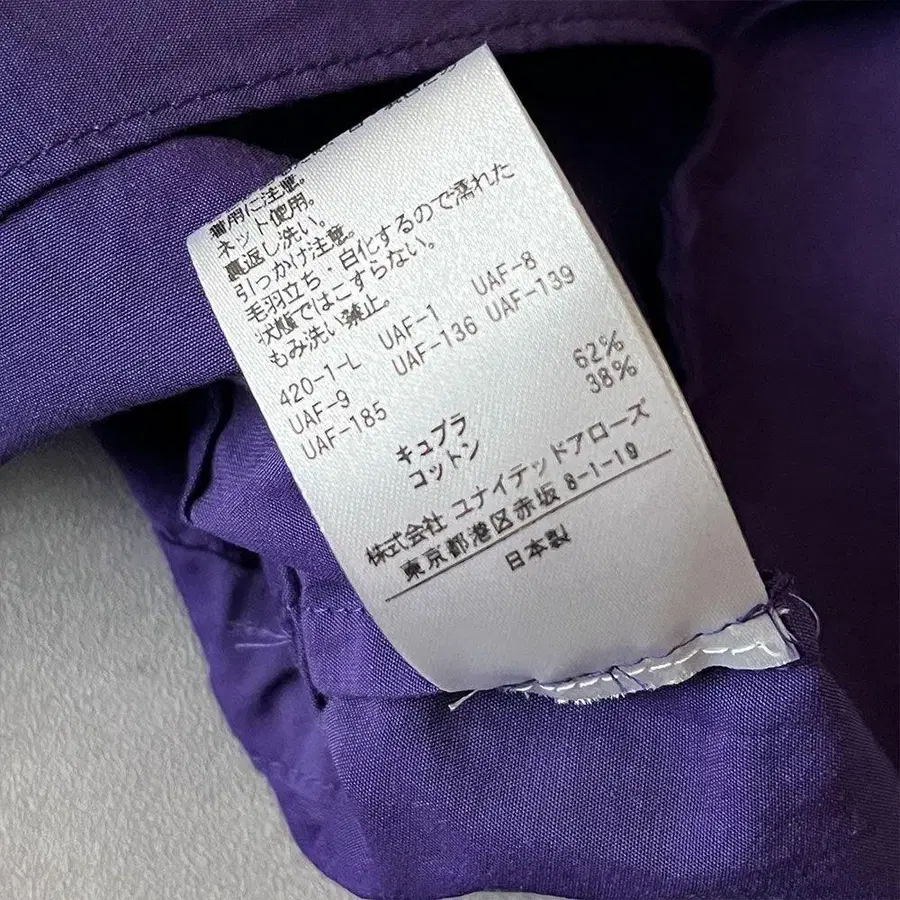 着用に注意。
ネット使用。
裏返し洗い。
引っかけ注意。
毛羽立ち・白化するので濡れた
状態ではこすらない。
もみ洗い禁止。
420-1-L UAF-1 UAF-8
UAF-9 UAF-136 UAF-139
UAF-185
キュプラ 62%
コットン 38%
株式会社 ユナイテッドアローズ
東京都港区赤坂 8-1-19
日本製